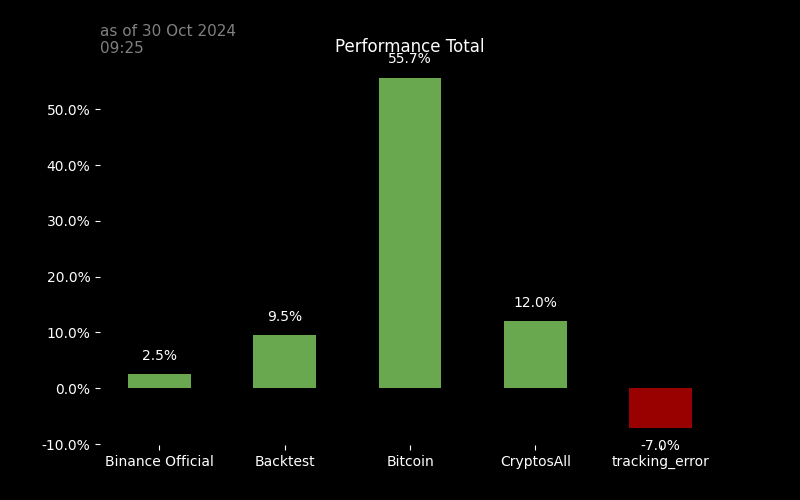 as of 30 Oct 2024
09:25
Performance Total
55.7%
50.0%
40.0%
30.0%
20.0%
12.0%
9.5%
10.0%
2.5%
0.0%
-10.0%
-7.0%
Binance Official
Backtest
Bitcoin
CryptosAll
tracking_error